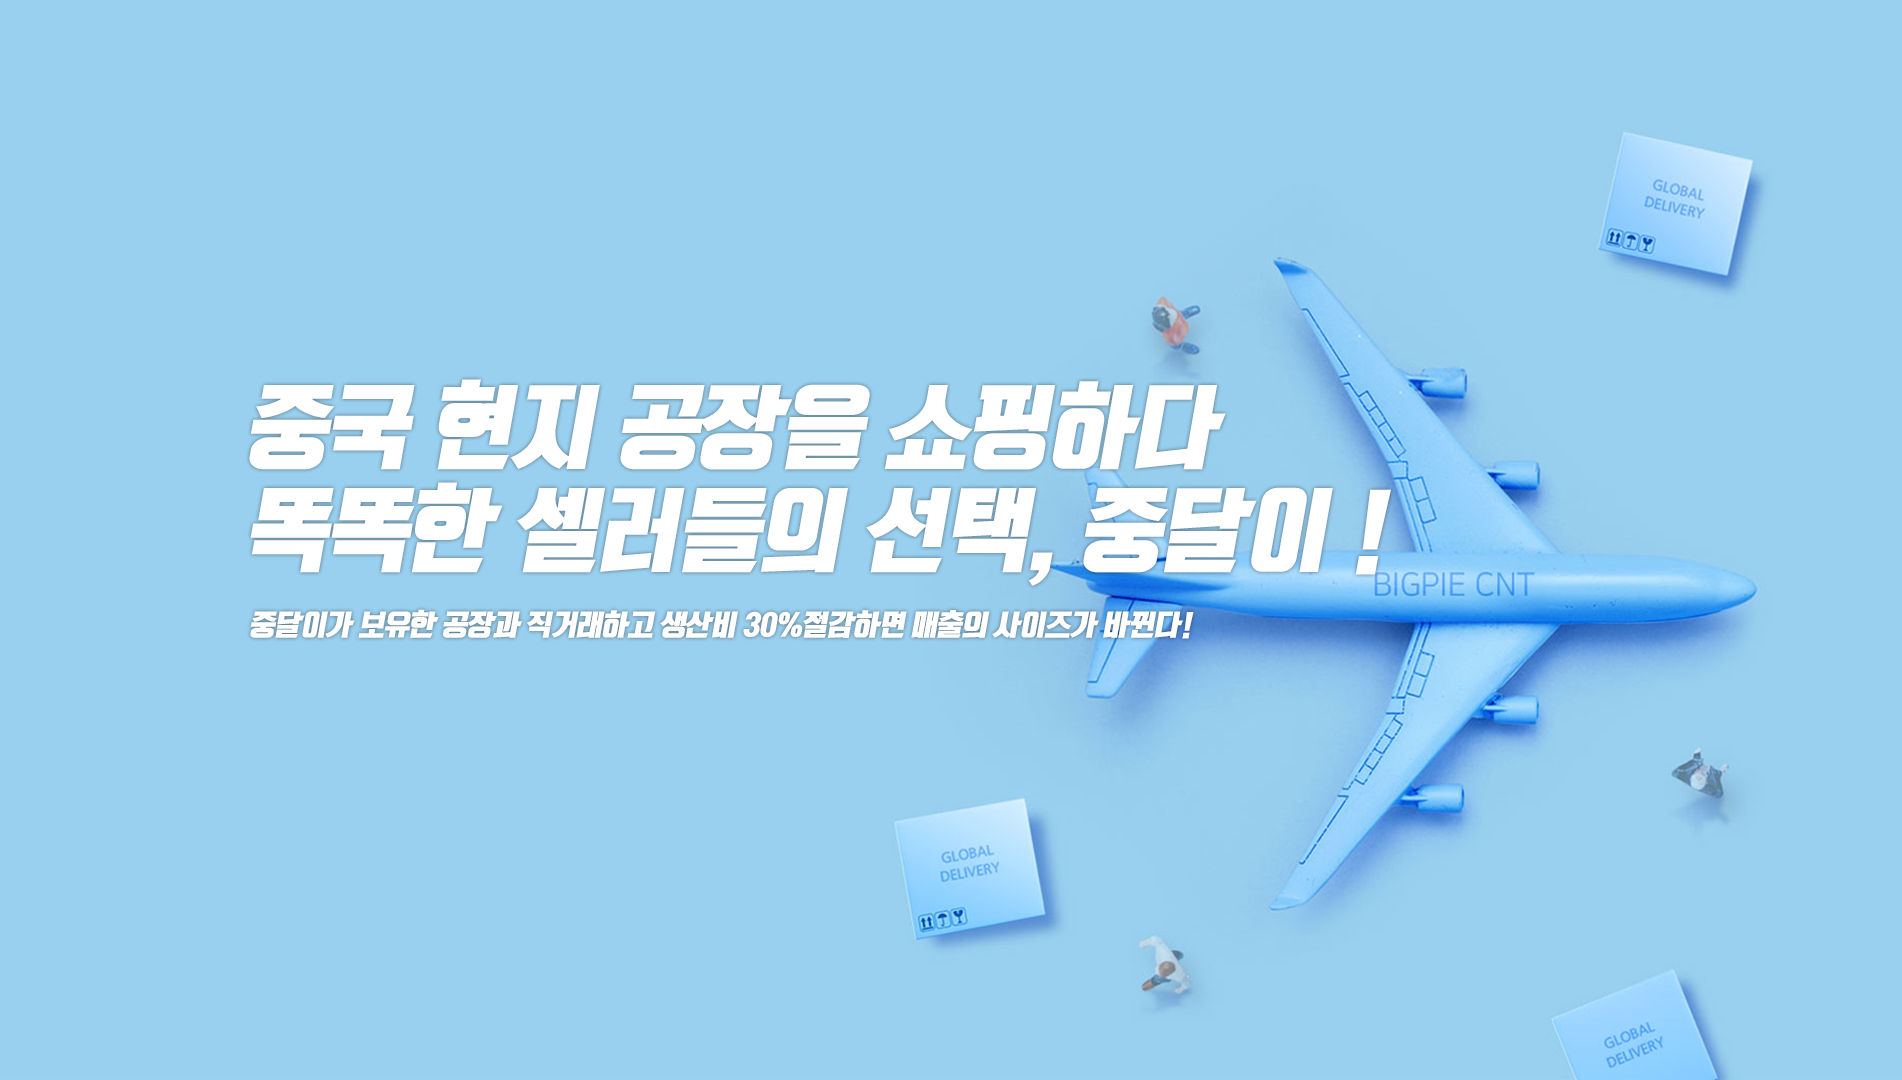 중국 현지 공장을 쇼핑하다
똑똑한 셀러들의 선택, 중달이 !
중달이가 보유한 공장과 직거래하고 생산비 30%절감하면 매출의 사이즈가 바뀐다!
BIGPIE CNT
GLOBAL
DELIVERY
GLOBAL
DELIVERY
GLOBAL
DELIVERY